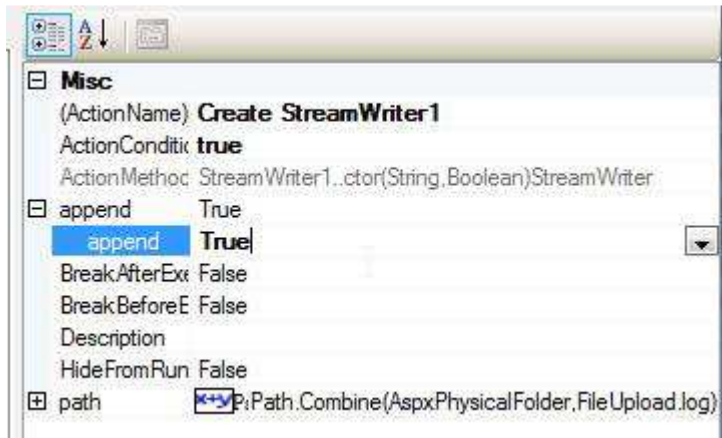 Misc
(ActionName) Create StreamWriter1
ActionConditic true
ActionMethoc StreamWriter1..ctor(String,Boolean)StreamWriter
append True
append True
BreakAfterExe False
BreakBeforeE False
Description
HideFromRun False
path x+y Path.Combine(AspxPhysicalFolder,FileUpload.log)